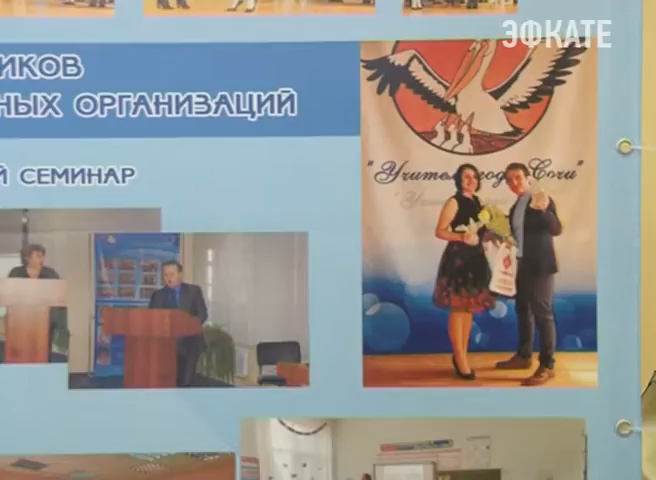 ЭФКАТЕ
ИКОВ
НЫХ ОРГАНИЗАЦИЙ
Й СЕМИНАР
"Учитель года Сочи"